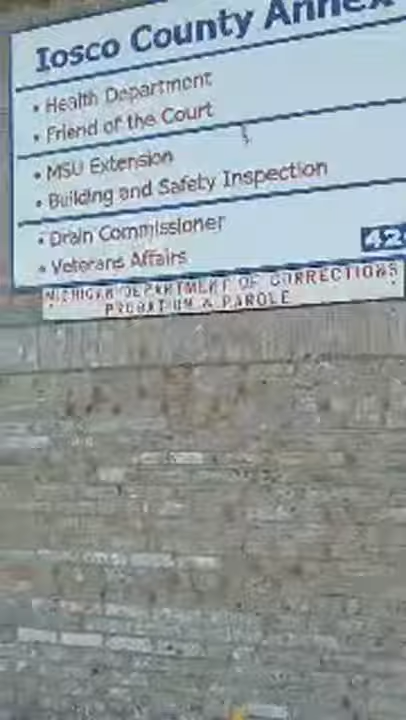 Iosco County Annex
• Health Department
• Friend of the Court
• MSU Extension
• Building and Safety Inspection
• Drain Commissioner
• Veterans Affairs
42
MICHIGAN DEPARTMENT OF CORRECTIONS
PROBATION & PAROLE